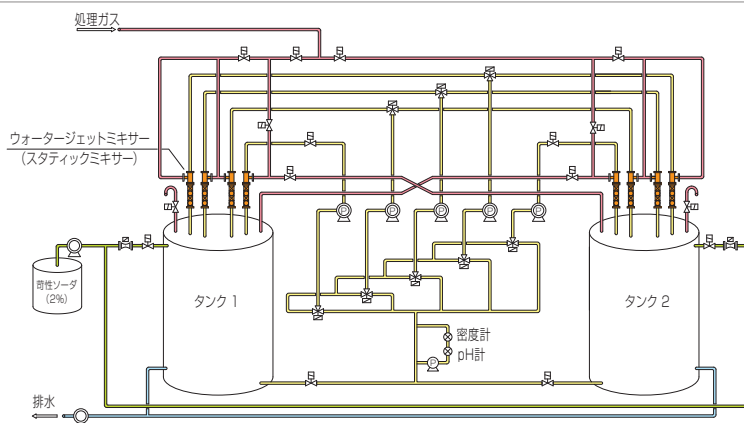 処理ガス
ウォータージェットミキサー
(スタティックミキサー)
P
P
P
P
P
苛性ソーダ
(2%)
タンク 1
タンク 2
密度計
pH計
P
排水